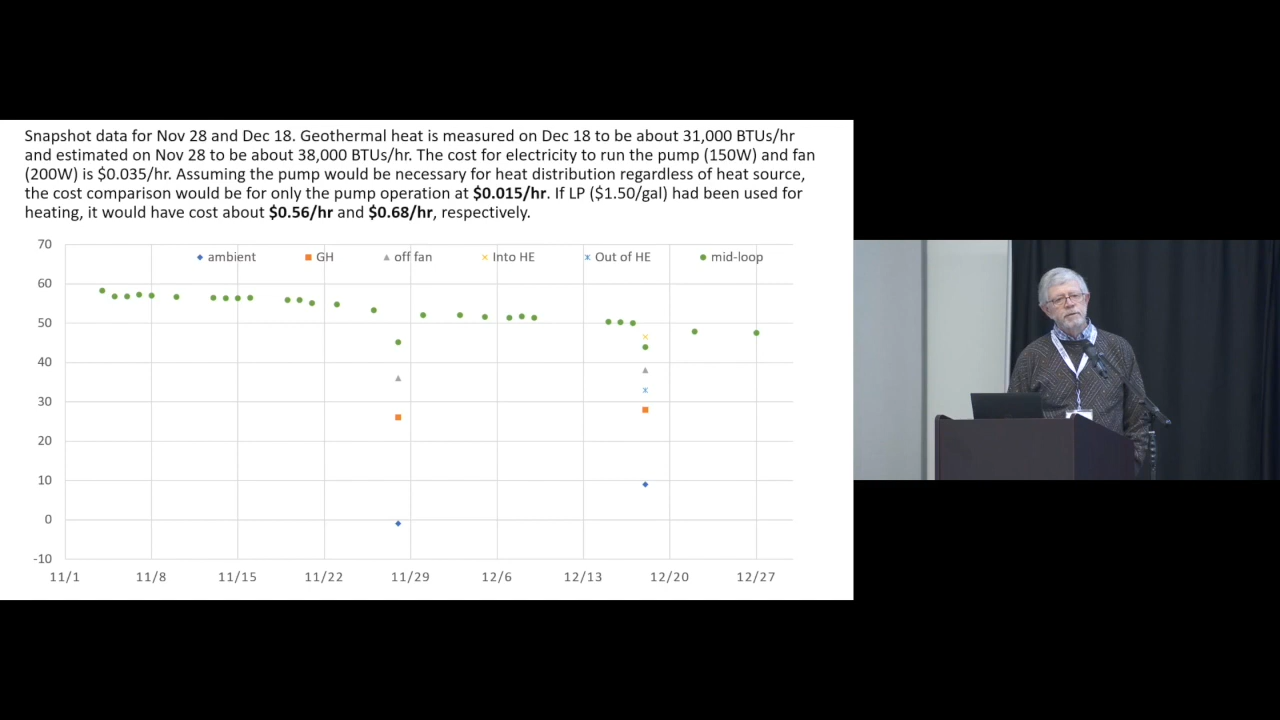 Snapshot data for Nov 28 and Dec 18. Geothermal heat is measured on Dec 18 to be about 31,000 BTUs/hr
and estimated on Nov 28 to be about 38,000 BTUs/hr. The cost for electricity to run the pump (150W) and fan
(200W) is $0.035/hr. Assuming the pump would be necessary for heat distribution regardless of heat source,
the cost comparison would be for only the pump operation at $0.015/hr. If LP ($1.50/gal) had been used for
heating, it would have cost about $0.56/hr and $0.68/hr, respectively.
ambient GH off fan Into HE Out of HE mid-loop
70
60
50
40
30
20
10
0
-10
11/1 11/8 11/15 11/22 11/29 12/6 12/13 12/20 12/27